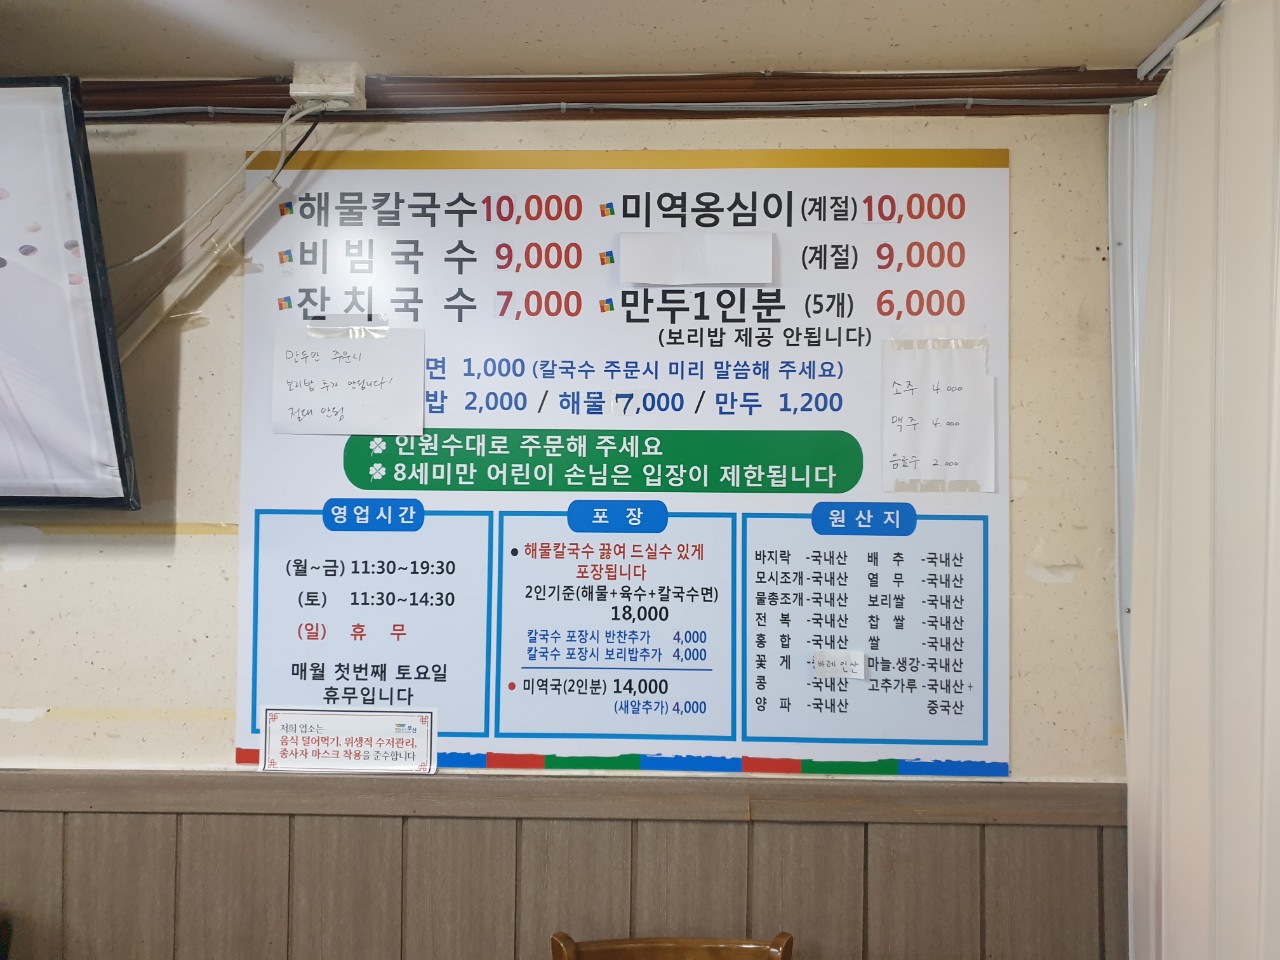 해물칼국수 10,000
비빔국수 9,000
잔치국수 7,000
미역옹심이 (계절) 10,000
(계절) 9,000
만두1인분 (5개) 6,000
(보리밥 제공 안됩니다)
만두만 주문시
보리밥 추가 안됩니다!
절대 안됨
면 1,000 (칼국수 주문시 미리 말씀해 주세요)
밥 2,000 / 해물 7,000 / 만두 1,200
소주 4.000
맥주 4.000
음료수 2.000
인원수대로 주문해 주세요
8세미만 어린이 손님은 입장이 제한됩니다
영업시간
(월~금) 11:30~19:30
(토) 11:30~14:30
(일) 휴 무
매월 첫번째 토요일
휴무입니다
저희 업소는
음식 덜어먹기, 위생적 수저관리,
종사자 마스크 착용을 준수합니다
포 장
해물칼국수 끓여 드실수 있게
포장됩니다
2인기준(해물+육수+칼국수면)
18,000
칼국수 포장시 반찬추가 4,000
칼국수 포장시 보리밥추가 4,000
미역국(2인분) 14,000
(새알추가) 4,000
원 산 지
바지락 -국내산
모시조개-국내산
물총조개-국내산
전 복 -국내산
홍 합 -국내산
꽃 게 - 바레인산
콩 -국내산
양 파 -국내산
배 추 -국내산
열 무 -국내산
보리쌀 -국내산
찹 쌀 -국내산
쌀 -국내산
마늘.생강-국내산
고추가루 -국내산+
중국산